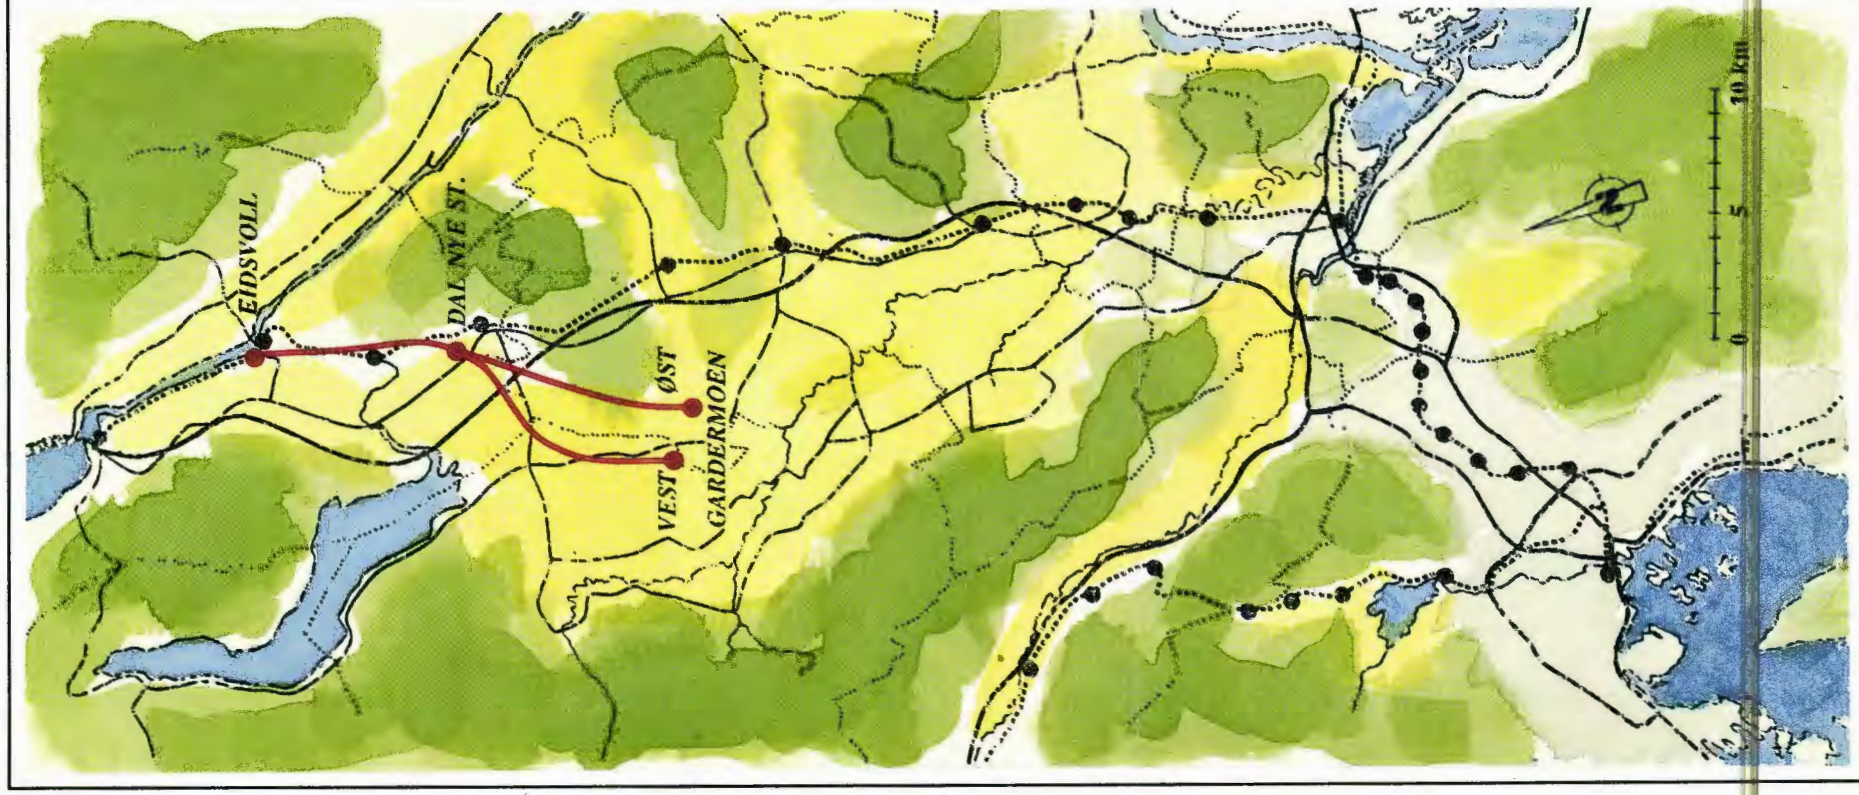 EIDSVOLL
DAL NYE ST.
VEST
ØST
GARDERMOEN
N
0 5 10 km